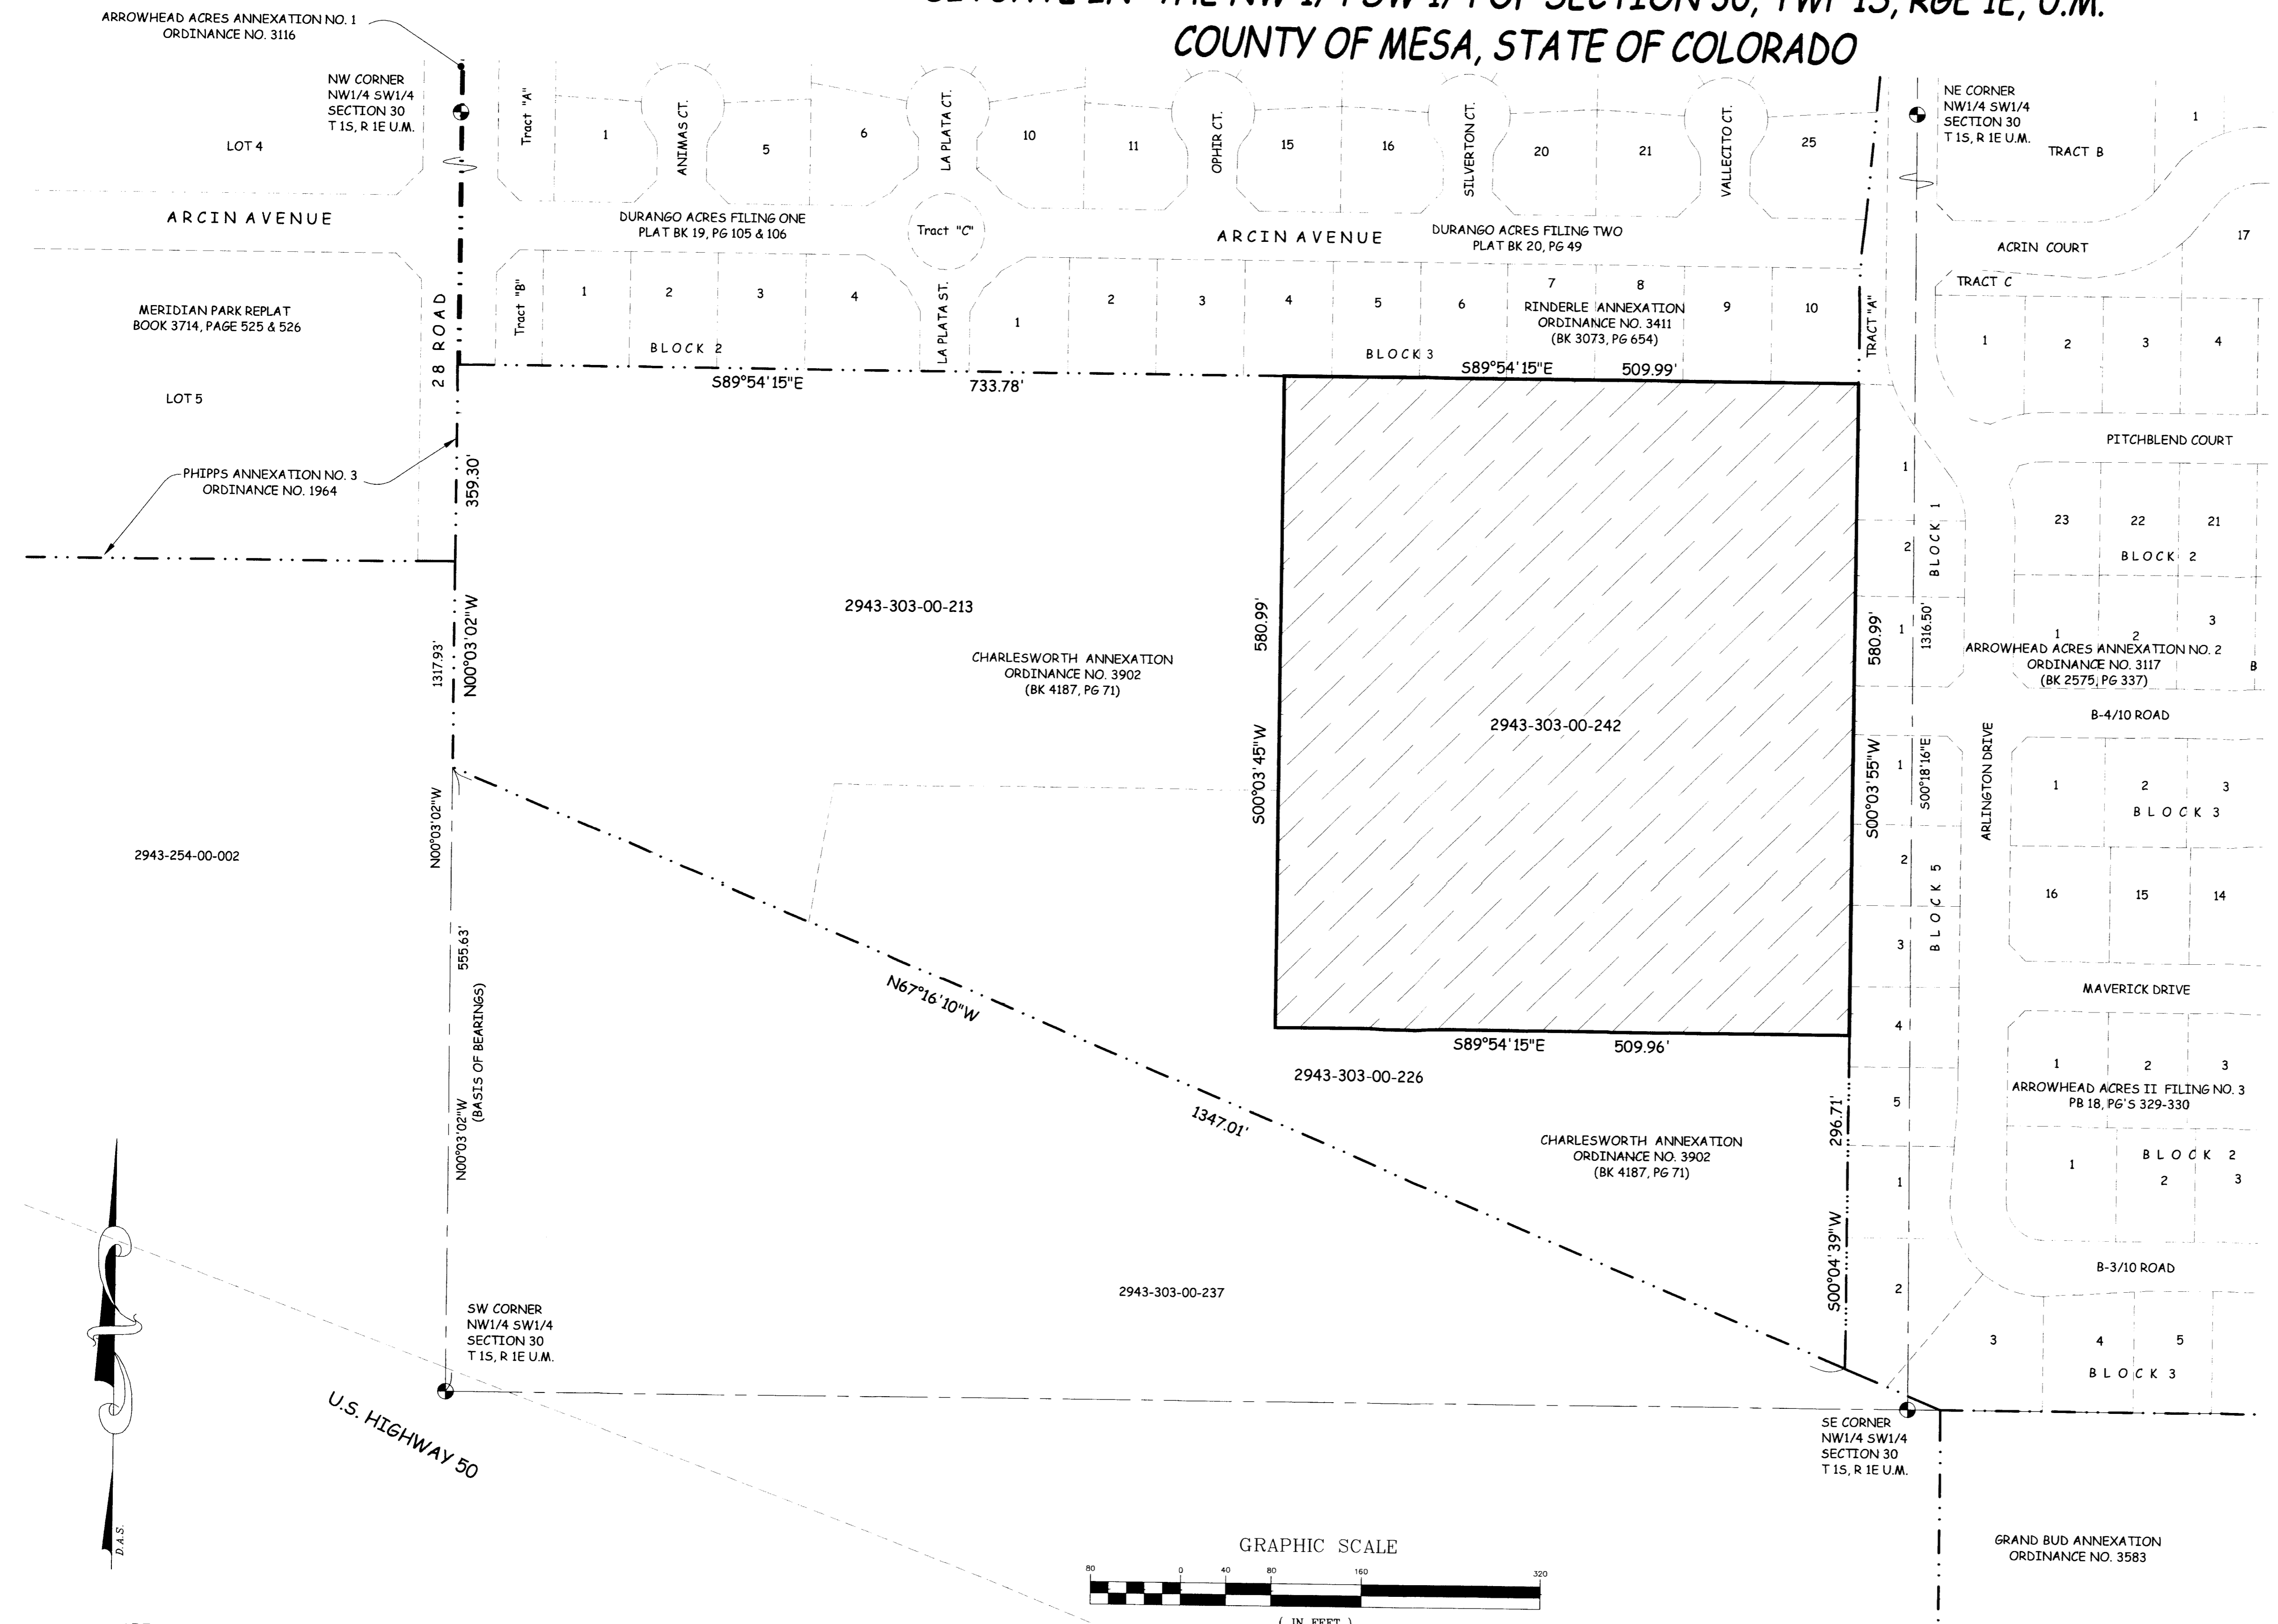 COUNTY OF MESA, STATE OF COLORADO
ARROWHEAD ACRES ANNEXATION NO. 1
ORDINANCE NO. 3116
NW CORNER
NW1/4 SW1/4
SECTION 30
T 1S, R 1E U.M.
NE CORNER
NW1/4 SW1/4
SECTION 30
T 1S, R 1E U.M.
LOT 4
Tract "A"
1
ANIMAS CT.
5
6
LA PLATA CT.
10
11
OPHIR CT.
15
16
SILVERTON CT.
20
21
VALLECITO CT.
25
TRACT B
1
ARCIN AVENUE
DURANGO ACRES FILING ONE
PLAT BK 19, PG 105 & 106
Tract "C"
ARCIN AVENUE
DURANGO ACRES FILING TWO
PLAT BK 20, PG 49
ACRIN COURT
17
TRACT C
MERIDIAN PARK REPLAT
BOOK 3714, PAGE 525 & 526
28 ROAD
Tract "B"
1
2
3
4
BLOCK 2
LA PLATA ST.
1
2
3
4
5
6
7
8
9
10
RINDERLE ANNEXATION
ORDINANCE NO. 3411
(BK 3073, PG 654)
BLOCK 3
TRACT "A"
1
2
3
4
LOT 5
S89°54'15"E
733.78'
S89°54'15"E
509.99'
PITCHBLEND COURT
PHIPPS ANNEXATION NO. 3
ORDINANCE NO. 1964
359.30'
1
2
BLOCK 1
23
22
21
BLOCK 2
2943-303-00-213
580.99'
580.99'
1
1316.50'
1
2
3
ARROWHEAD ACRES ANNEXATION NO. 2
ORDINANCE NO. 3117
(BK 2575, PG 337)
B
1317.93'
N00°03'02"W
CHARLESWORTH ANNEXATION
ORDINANCE NO. 3902
(BK 4187, PG 71)
2943-303-00-242
B-4/10 ROAD
S00°03'45"W
S00°03'55"W
1
S00°18'16"E
ARLINGTON DRIVE
1
2
3
BLOCK 3
N00°03'02"W
2943-254-00-002
2
BLOCK 5
3
4
16
15
14
555.63'
N67°16'10"W
MAVERICK DRIVE
(BASIS OF BEARINGS)
N00°03'02"W
S89°54'15"E
509.96'
2943-303-00-226
1347.01'
296.71'
5
1
2
3
ARROWHEAD ACRES II FILING NO. 3
PB 18, PG'S 329-330
CHARLESWORTH ANNEXATION
ORDINANCE NO. 3902
(BK 4187, PG 71)
1
BLOCK 2
1
2
3
S00°04'39"W
B-3/10 ROAD
2943-303-00-237
2
SW CORNER
NW1/4 SW1/4
SECTION 30
T 1S, R 1E U.M.
3
4
5
BLOCK 3
U.S. HIGHWAY 50
SE CORNER
NW1/4 SW1/4
SECTION 30
T 1S, R 1E U.M.
D.A.S.
GRAPHIC SCALE
80
0
40
80
160
320
( IN FEET )
GRAND BUD ANNEXATION
ORDINANCE NO. 3583